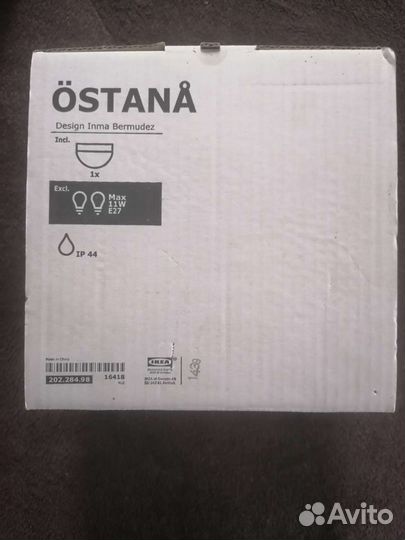 ÖSTANÅ
Design Inma Bermudez
Incl.
1x
Excl.
Max
11W
E27
IP 44
Made in China
202.284.98
16418
IKEA
1439
Avito